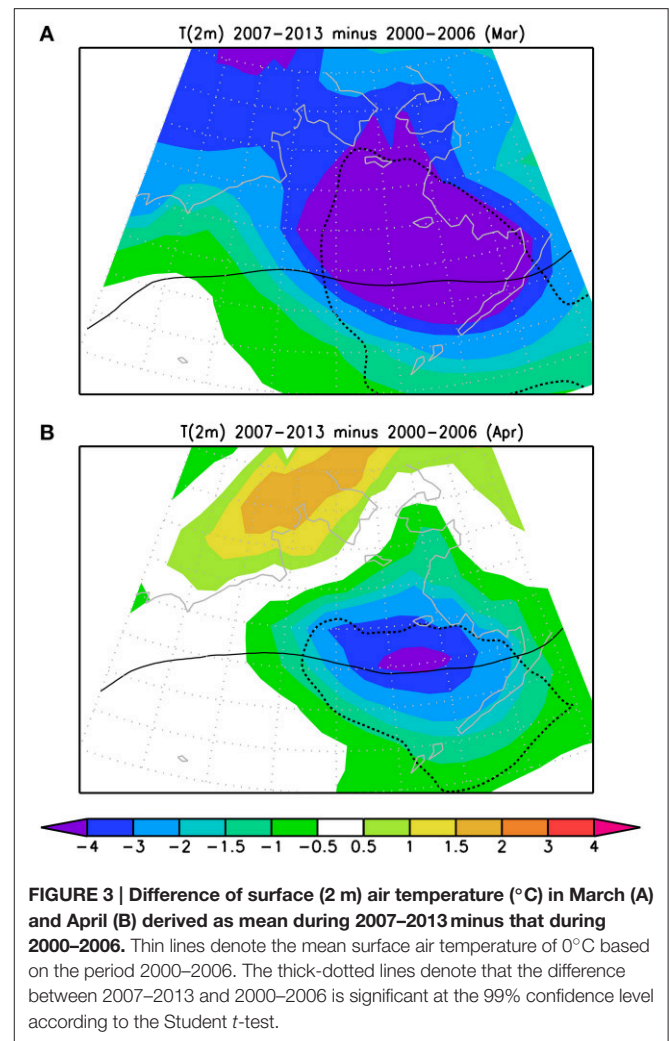 A
T(2m) 2007–2013 minus 2000–2006 (Mar)
B
T(2m) 2007–2013 minus 2000–2006 (Apr)
-4 -3 -2 -1.5 -1 -0.5 0.5 1 1.5 2 3 4
FIGURE 3 | Difference of surface (2 m) air temperature (°C) in March (A)
and April (B) derived as mean during 2007–2013 minus that during
2000–2006. Thin lines denote the mean surface air temperature of 0°C based
on the period 2000–2006. The thick-dotted lines denote that the difference
between 2007–2013 and 2000–2006 is significant at the 99% confidence level
according to the Student t-test.